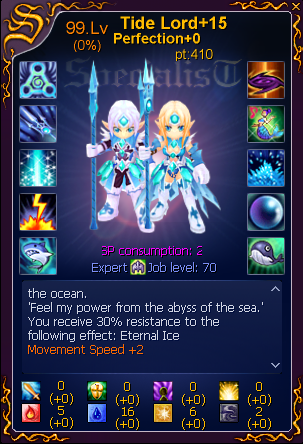 99.Lv
(0%)
Tide Lord+15
Perfection+0
pt:410
SpecialisT
SP consumption: 2
Expert Job level: 70
the ocean.
'Feel my power from the abyss of the sea.'
You receive 30% resistance to the
following effect: Eternal Ice
Movement Speed +2
0 0 0 0
(+0) (+0) (+0) (+0)
5 16 6 2
(+0) (+0) (+0) (+0)